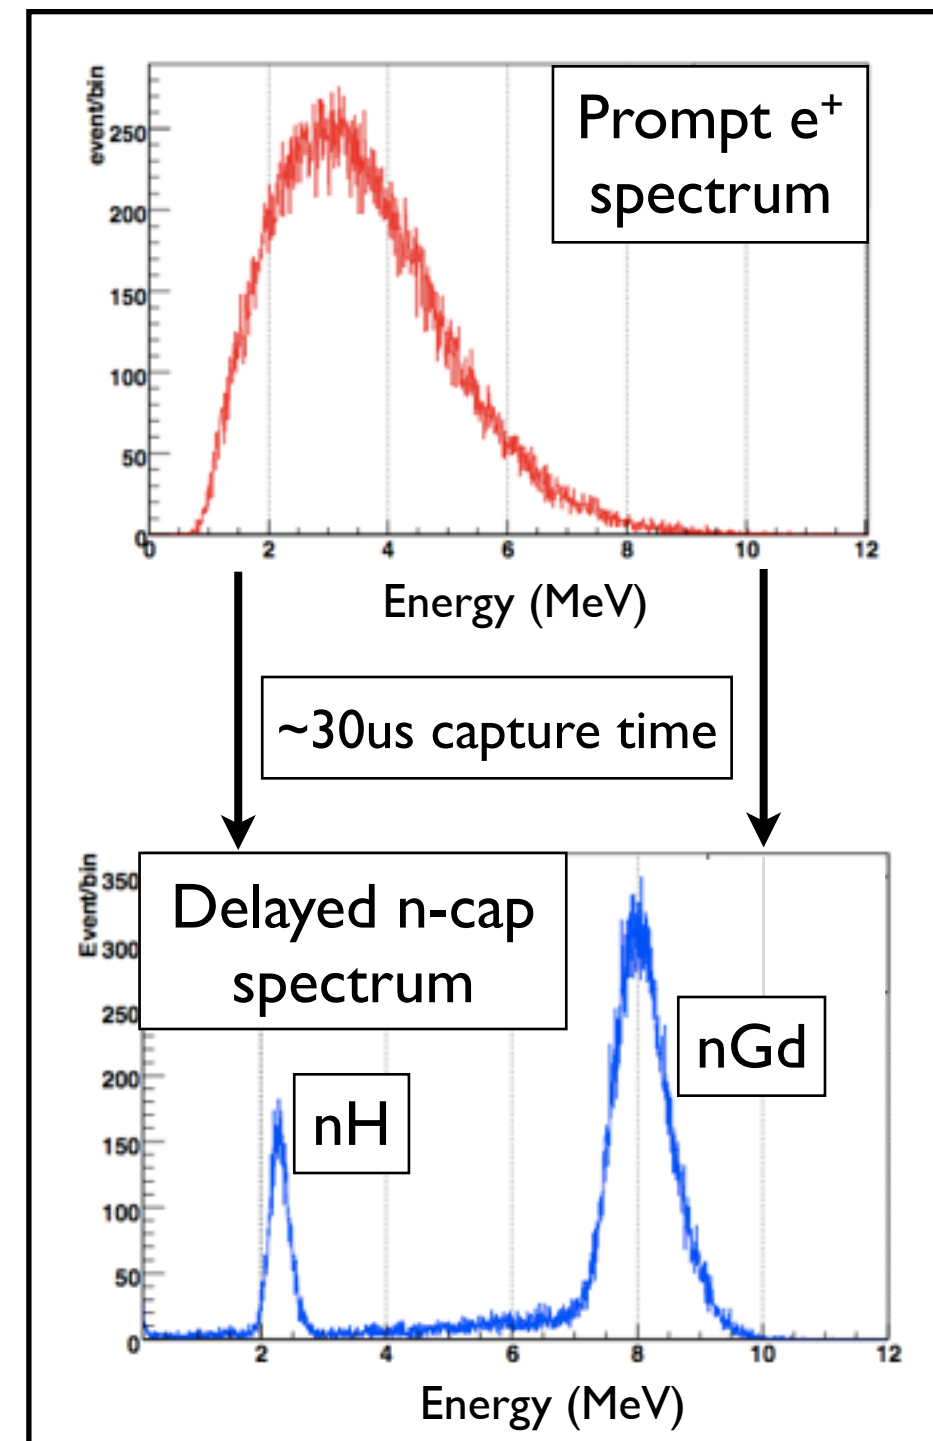 event/bin
Prompt e⁺
spectrum
250
200
150
100
50
0
0 2 4 6 8 10 12
Energy (MeV)
~30us capture time
Event/bin
Delayed n-cap
spectrum
nGd
nH
350
300
250
200
150
100
50
0
2 4 6 8 10 12
Energy (MeV)